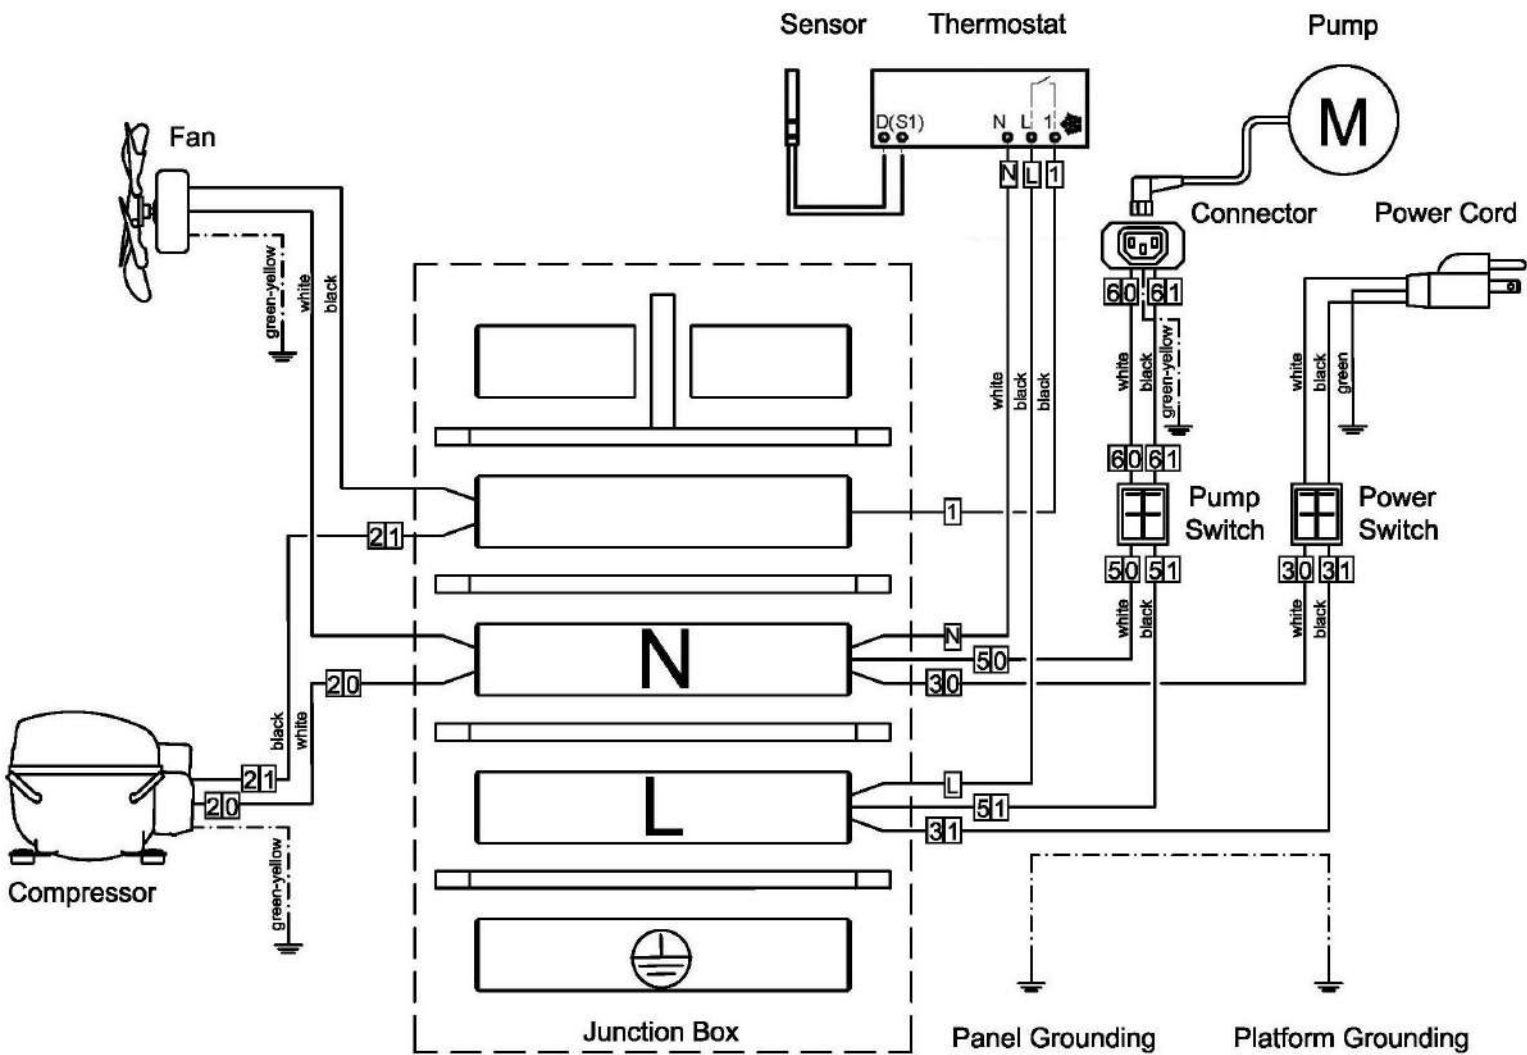 Sensor
Thermostat
Pump
Fan
D(S1)
N
L
1
M
N
L
1
Connector
Power Cord
green-yellow
white
black
60
61
white
black
black
white
black
green-yellow
white
black
green
60
61
Pump
Switch
Power
Switch
1
21
50
51
30
31
white
black
white
black
N
N
50
20
30
black
white
21
20
L
L
51
31
green-yellow
Compressor
Junction Box
Panel Grounding
Platform Grounding